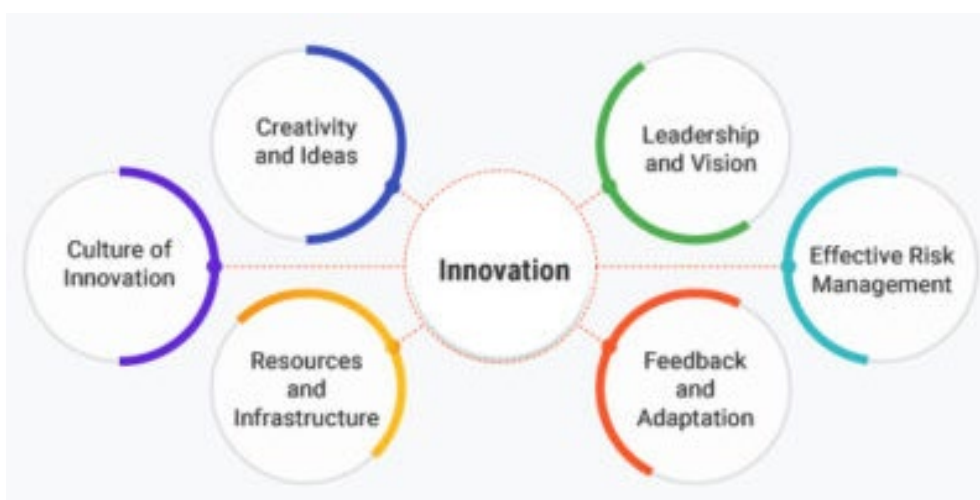 Creativity
and Ideas
Leadership
and Vision
Culture of
Innovation
Innovation
Effective Risk
Management
Resources
and
Infrastructure
Feedback
and
Adaptation